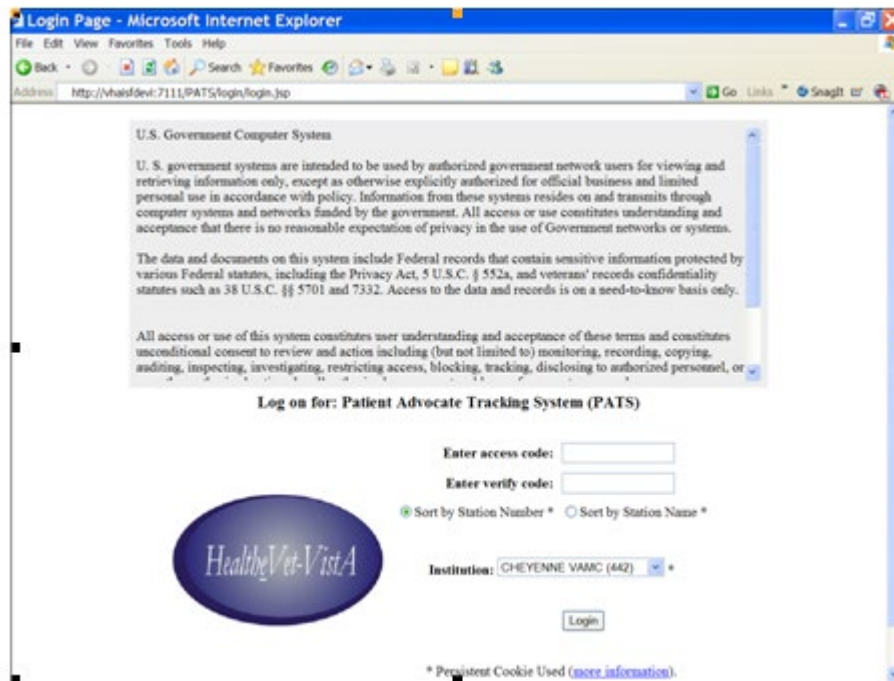 Login Page - Microsoft Internet Explorer
File Edit View Favorites Tools Help
Back Search Favorites
Address http://vhaisfdevi:7111/PATS/login/login.jsp Go Links » SnagIt
U.S. Government Computer System
U. S. government systems are intended to be used by authorized government network users for viewing and
retrieving information only, except as otherwise explicitly authorized for official business and limited
personal use in accordance with policy. Information from these systems resides on and transmits through
computer systems and networks funded by the government. All access or use constitutes understanding and
acceptance that there is no reasonable expectation of privacy in the use of Government networks or systems.
The data and documents on this system include Federal records that contain sensitive information protected by
various Federal statutes, including the Privacy Act, 5 U.S.C. § 552a, and veterans' records confidentiality
statutes such as 38 U.S.C. §§ 5701 and 7332. Access to the data and records is on a need-to-know basis only.
All access or use of this system constitutes user understanding and acceptance of these terms and constitutes
unconditional consent to review and action including (but not limited to) monitoring, recording, copying,
auditing, inspecting, investigating, restricting access, blocking, tracking, disclosing to authorized personnel, or
Log on for: Patient Advocate Tracking System (PATS)
Enter access code:
Enter verify code:
Sort by Station Number * Sort by Station Name *
HealtheVet-VistA
Institution: CHEYENNE VAMC (442) *
Login
* Persistent Cookie Used (more information).